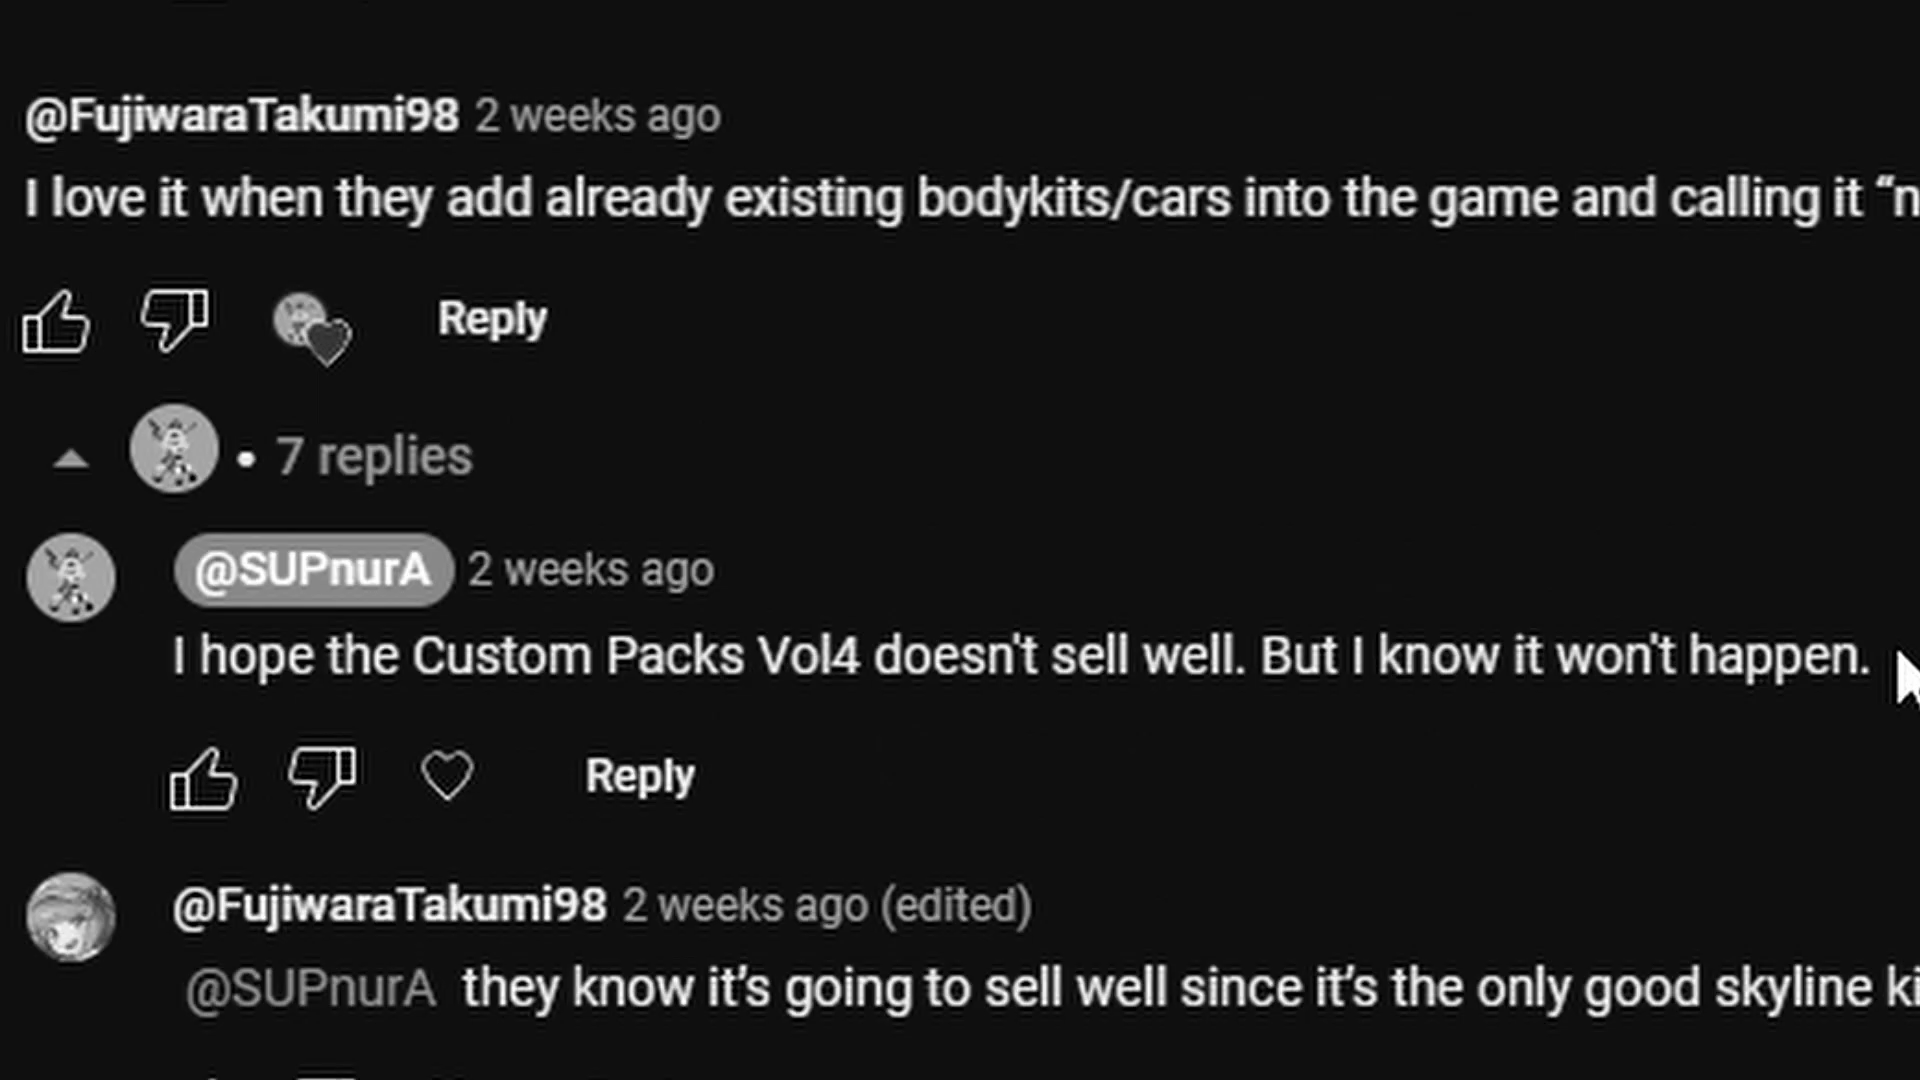 @FujiwaraTakumi98 2 weeks ago
I love it when they add already existing bodykits/cars into the game and calling it “n
Reply
• 7 replies
@SUPnurA 2 weeks ago
I hope the Custom Packs Vol4 doesn't sell well. But I know it won't happen.
Reply
@FujiwaraTakumi98 2 weeks ago (edited)
@SUPnurA they know it’s going to sell well since it’s the only good skyline ki